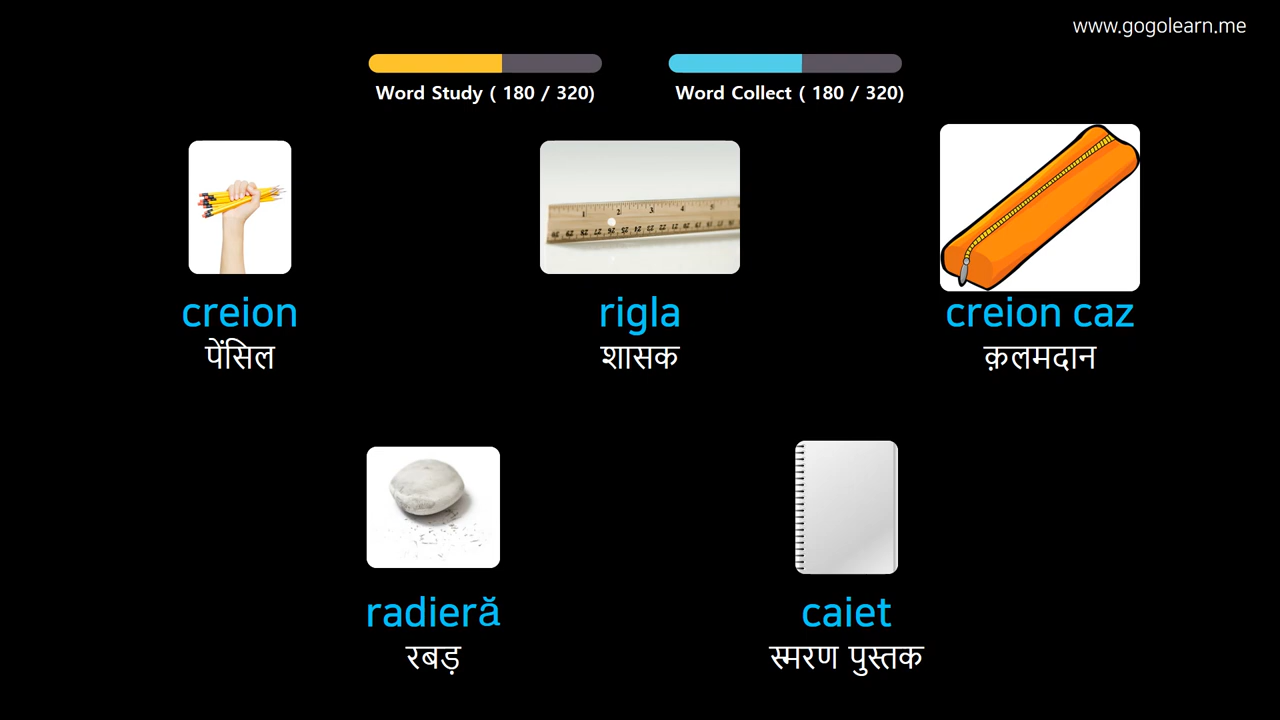 www.gogolearn.me
Word Study ( 180 / 320)
Word Collect ( 180 / 320)
creion
पेंसिल
rigla
शासक
creion caz
क़लमदान
radieră
रबड़
caiet
स्मरण पुस्तक